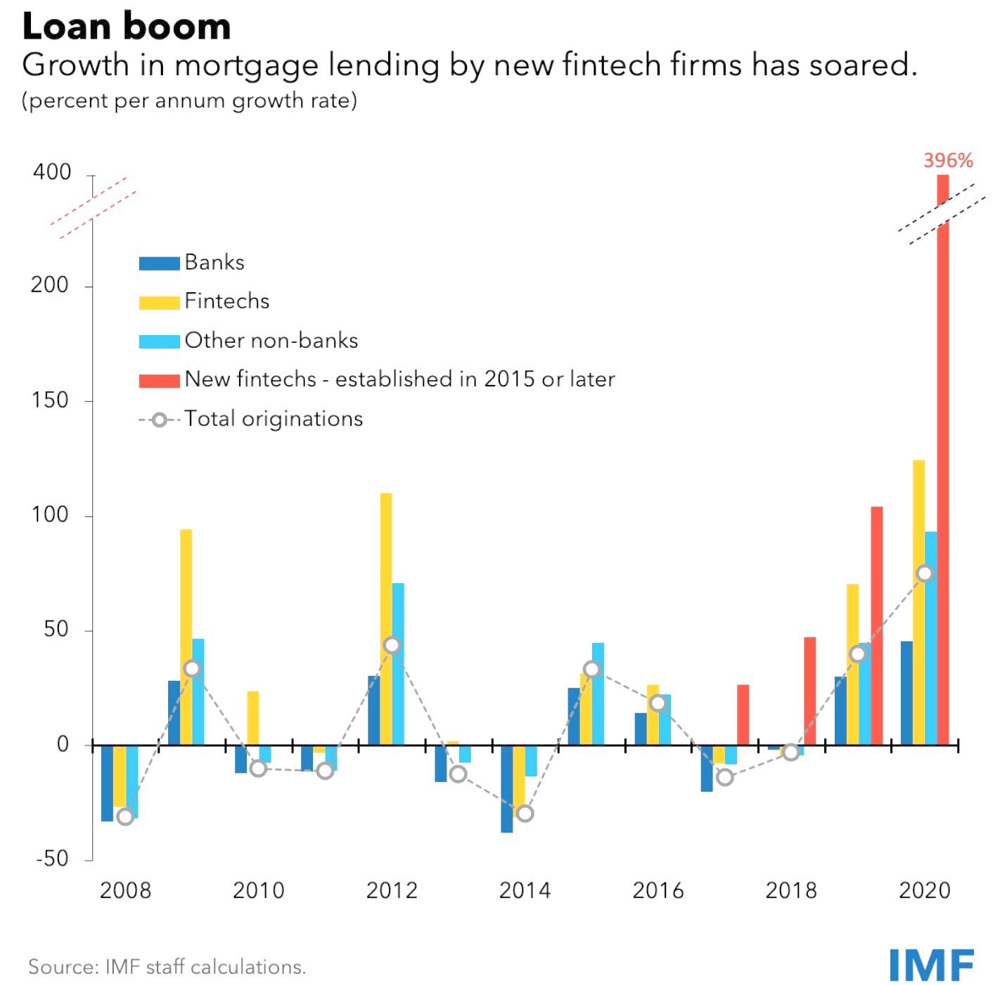 Loan boom
Growth in mortgage lending by new fintech firms has soared.
(percent per annum growth rate)
396%
400
200
150
100
50
0
-50
Banks
Fintechs
Other non-banks
New fintechs - established in 2015 or later
Total originations
2008 2010 2012 2014 2016 2018 2020
Source: IMF staff calculations.
IMF